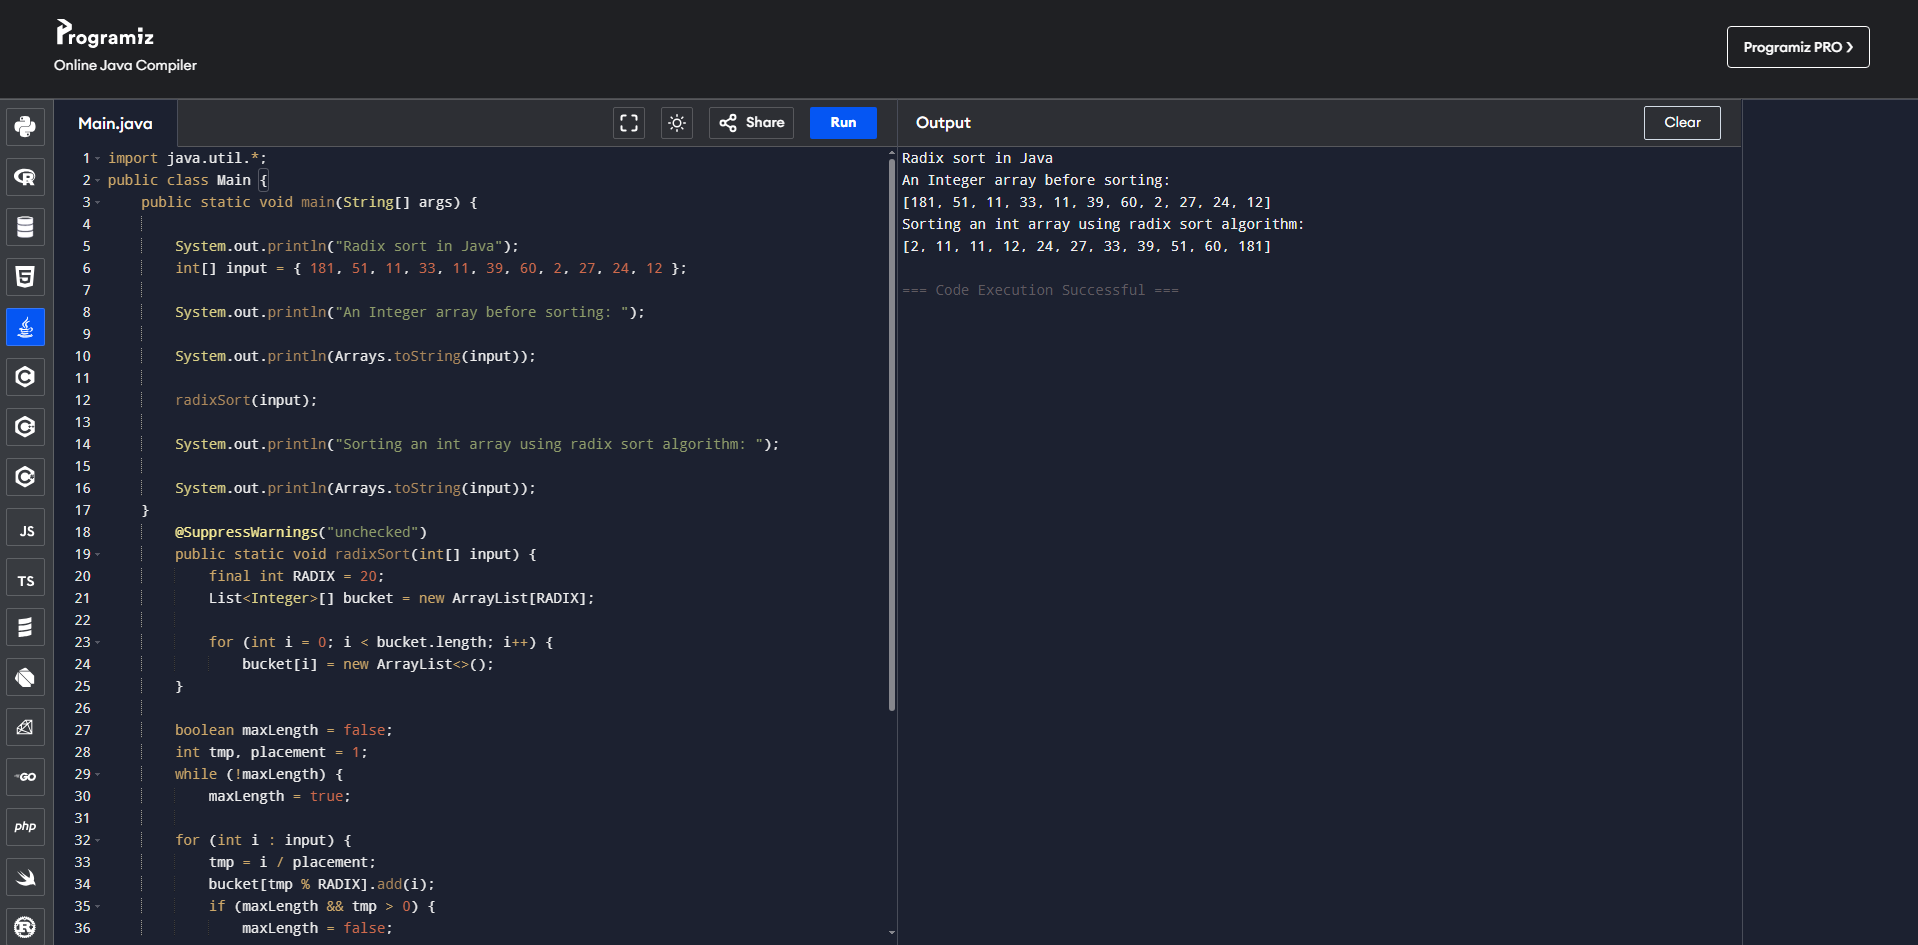 Programiz
Online Java Compiler
Programiz PRO ❯
Main.java
Share
Run
Output
Clear
1 import java.util.*;
2 public class Main {
3 public static void main(String[] args) {
4
5 System.out.println("Radix sort in Java");
6 int[] input = { 181, 51, 11, 33, 11, 39, 60, 2, 27, 24, 12 };
7
8 System.out.println("An Integer array before sorting: ");
9
10 System.out.println(Arrays.toString(input));
11
12 radixSort(input);
13
14 System.out.println("Sorting an int array using radix sort algorithm: ");
15
16 System.out.println(Arrays.toString(input));
17 }
18 @SuppressWarnings("unchecked")
19 public static void radixSort(int[] input) {
20 final int RADIX = 20;
21 List<Integer>[] bucket = new ArrayList[RADIX];
22
23 for (int i = 0; i < bucket.length; i++) {
24 bucket[i] = new ArrayList<>();
25 }
26
27 boolean maxLength = false;
28 int tmp, placement = 1;
29 while (!maxLength) {
30 maxLength = true;
31
32 for (int i : input) {
33 tmp = i / placement;
34 bucket[tmp % RADIX].add(i);
35 if (maxLength && tmp > 0) {
36 maxLength = false;
Radix sort in Java
An Integer array before sorting:
[181, 51, 11, 33, 11, 39, 60, 2, 27, 24, 12]
Sorting an int array using radix sort algorithm:
[2, 11, 11, 12, 24, 27, 33, 39, 51, 60, 181]
=== Code Execution Successful ===
R
5
C
C
C
JS
TS
GO
php
R